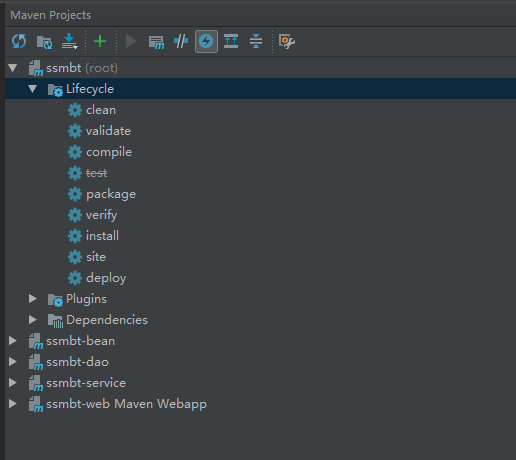 Maven Projects
ssmbt (root)
Lifecycle
clean
validate
compile
test
package
verify
install
site
deploy
Plugins
Dependencies
ssmbt-bean
ssmbt-dao
ssmbt-service
ssmbt-web Maven Webapp